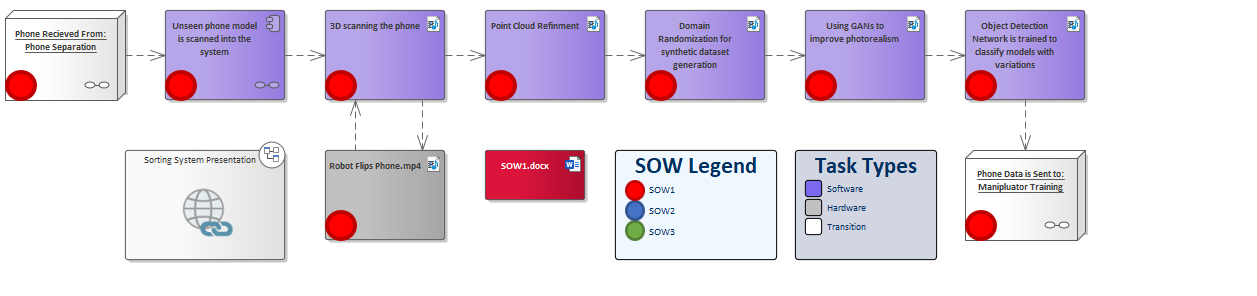 Phone Recieved From:
Phone Separation
Unseen phone model
is scanned into the
system
3D scanning the phone
Point Cloud Refinment
Domain
Randomization for
synthetic dataset
generation
Using GANs to
improve photorealism
Object Detection
Network is trained to
classify models with
variations
Sorting System Presentation
Robot Flips Phone.mp4
SOW1.docx
SOW Legend
SOW1
SOW2
SOW3
Task Types
Software
Hardware
Transition
Phone Data is Sent to:
Manipluator Training